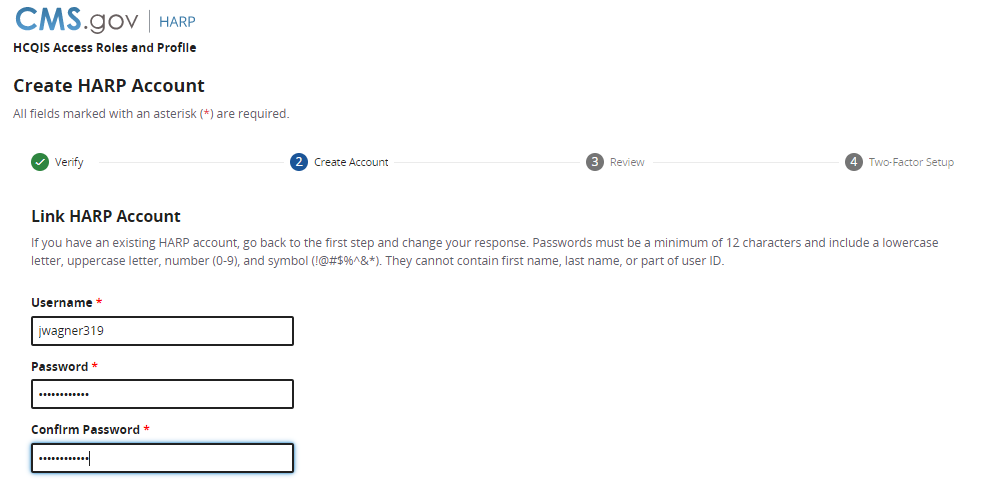 CMS.gov | HARP
HCQIS Access Roles and Profile
Create HARP Account
All fields marked with an asterisk (*) are required.
Verify
2 Create Account
3 Review
4 Two-Factor Setup
Link HARP Account
If you have an existing HARP account, go back to the first step and change your response. Passwords must be a minimum of 12 characters and include a lowercase
letter, uppercase letter, number (0-9), and symbol (!@#$%^&*). They cannot contain first name, last name, or part of user ID.
Username *
jwagner319
Password *
••••••••••••
Confirm Password *
••••••••••••